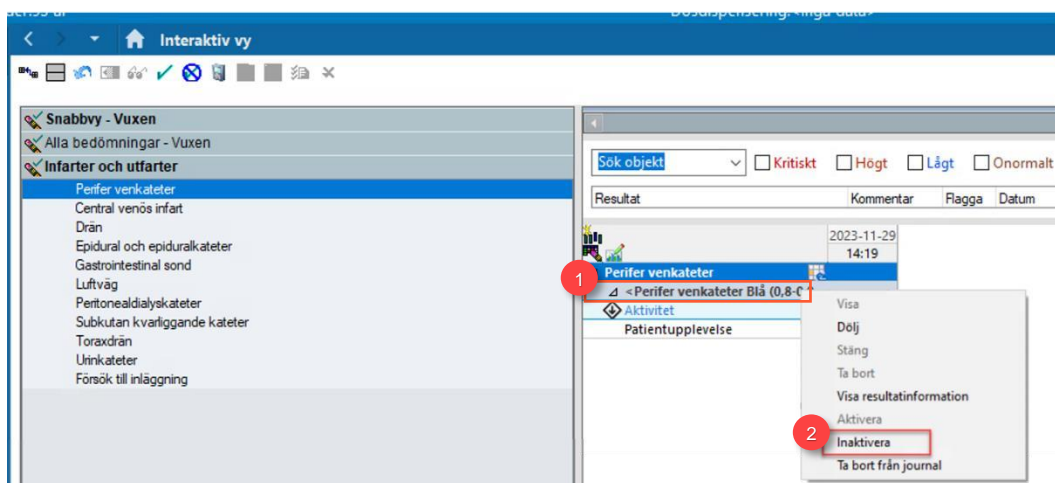 Interaktiv vy
Snabbvy - Vuxen
Alla bedömningar - Vuxen
Infarter och utfarter
Perifer venkateter
Central venös infart
Drän
Epidural och epiduralkateter
Gastrointestinal sond
Luftväg
Peritonealdialyskateter
Subkutan kvarliggande kateter
Toraxdrän
Urinkateter
Försök till inläggning
Sök objekt Kritiskt Högt Lågt Onormalt
Resultat Kommentar Flagga Datum
2023-11-29
14:19
Perifer venkateter
1
<Perifer venkateter Blå (0,8-
Aktivitet
Patientupplevelse
Visa
Dölj
Stäng
Ta bort
Visa resultatinformation
Aktivera
2
Inaktivera
Ta bort från journal